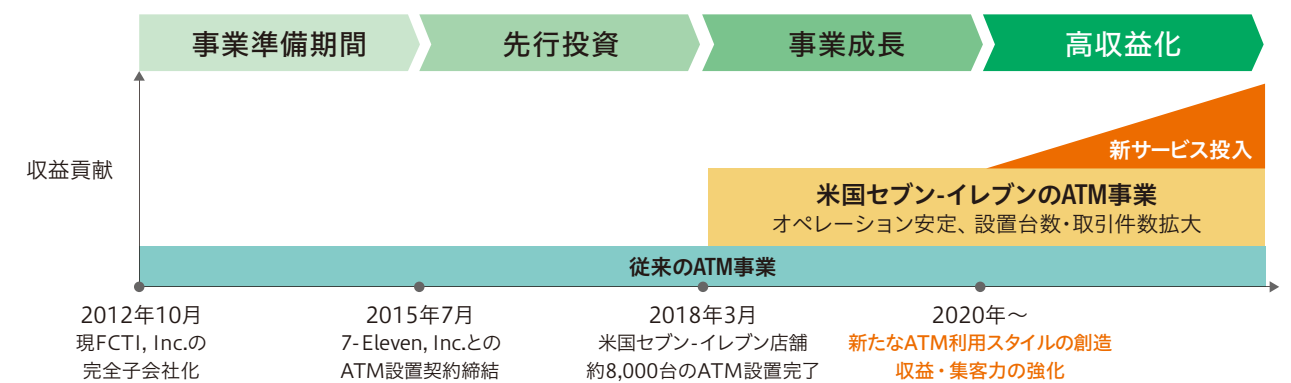 事業準備期間
先行投資
事業成長
高収益化
収益貢献
新サービス投入
米国セブン-イレブンのATM事業
オペレーション安定、設置台数・取引件数拡大
従来のATM事業
2012年10月
現FCTI, Inc.の
完全子会社化
2015年7月
7-Eleven, Inc.との
ATM設置契約締結
2018年3月
米国セブン-イレブン店舗
約8,000台のATM設置完了
2020年～
新たなATM利用スタイルの創造
収益・集客力の強化